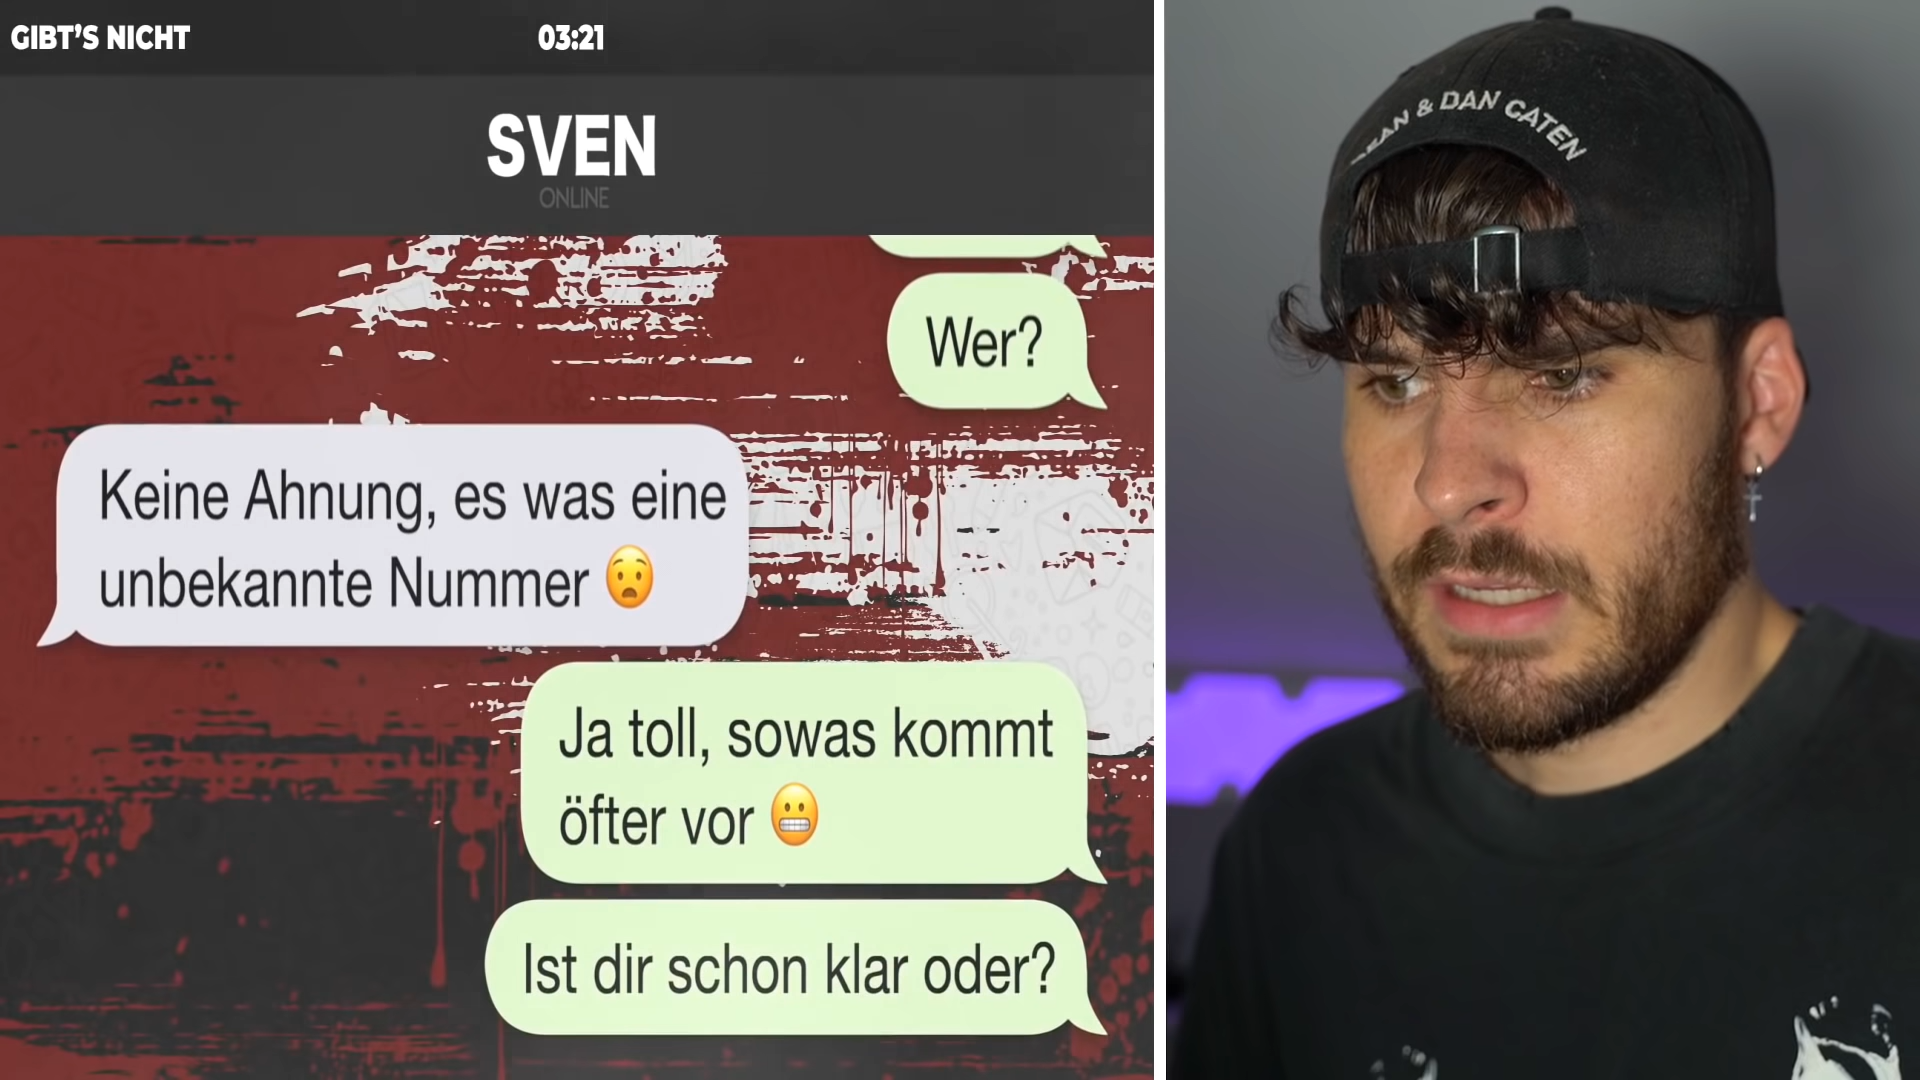 GIBT'S NICHT
03:21
SVEN
ONLINE
Wer?
Keine Ahnung, es was eine
unbekannte Nummer 😧
Ja toll, sowas kommt
öfter vor 😬
Ist dir schon klar oder?
& DAN CATEN